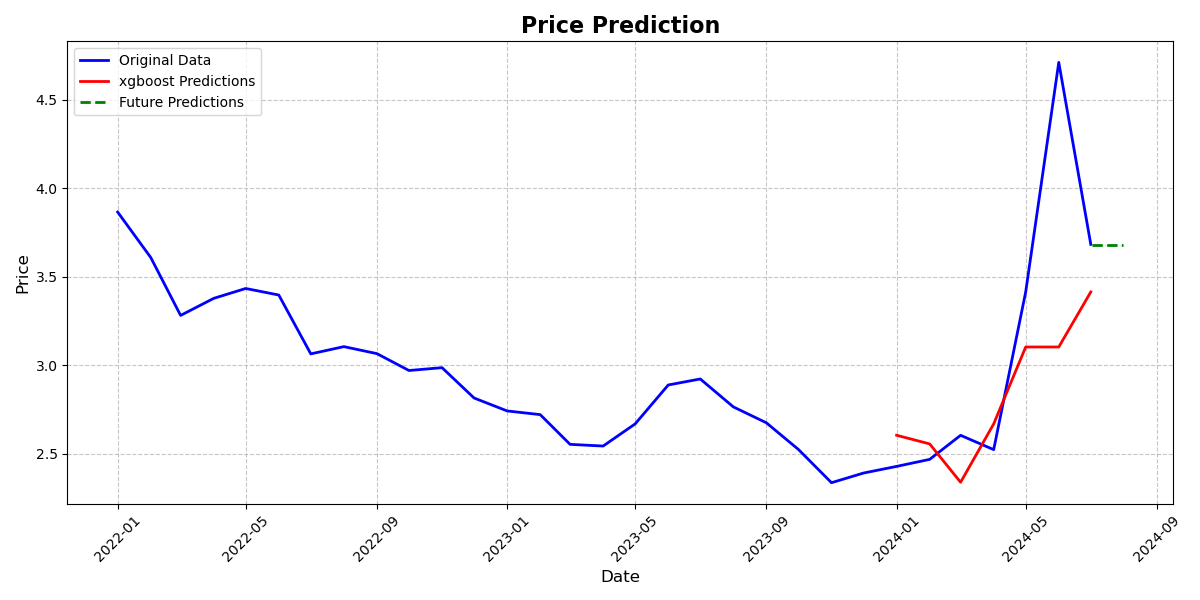 Price Prediction
Original Data
xgboost Predictions
Future Predictions
Price
4.5
4.0
3.5
3.0
2.5
2022-01
2022-05
2022-09
2023-01
2023-05
2023-09
2024-01
2024-05
2024-09
Date